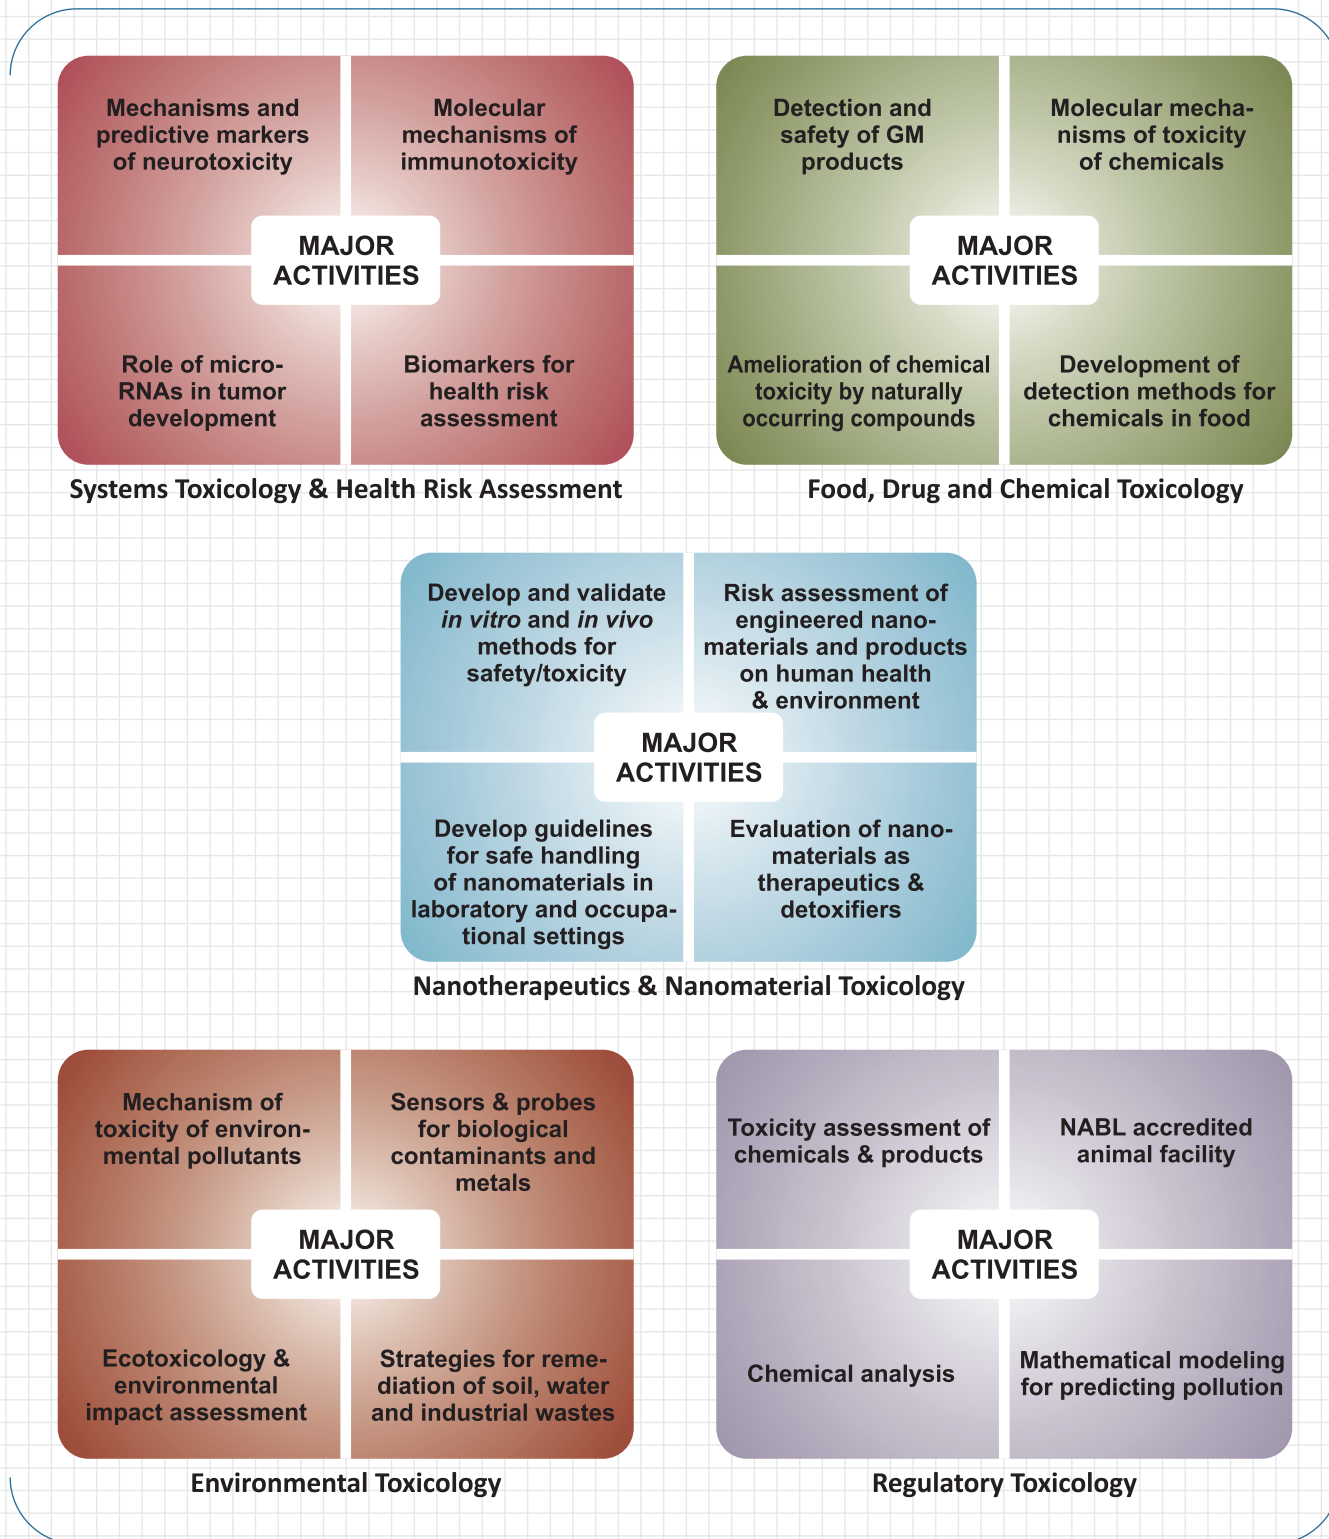 Mechanisms and
predictive markers
of neurotoxicity
Molecular
mechanisms of
immunotoxicity
MAJOR
ACTIVITIES
Role of micro-
RNAs in tumor
development
Biomarkers for
health risk
assessment
Systems Toxicology & Health Risk Assessment
Detection and
safety of GM
products
Molecular mecha-
nisms of toxicity
of chemicals
MAJOR
ACTIVITIES
Amelioration of chemical
toxicity by naturally
occurring compounds
Development of
detection methods for
chemicals in food
Food, Drug and Chemical Toxicology
Develop and validate
in vitro and in vivo
methods for
safety/toxicity
Risk assessment of
engineered nano-
materials and products
on human health
& environment
MAJOR
ACTIVITIES
Develop guidelines
for safe handling
of nanomaterials in
laboratory and occupa-
tional settings
Evaluation of nano-
materials as
therapeutics &
detoxifiers
Nanotherapeutics & Nanomaterial Toxicology
Mechanism of
toxicity of environ-
mental pollutants
Sensors & probes
for biological
contaminants and
metals
MAJOR
ACTIVITIES
Ecotoxicology &
environmental
impact assessment
Strategies for reme-
diation of soil, water
and industrial wastes
Environmental Toxicology
Toxicity assessment of
chemicals & products
NABL accredited
animal facility
MAJOR
ACTIVITIES
Chemical analysis
Mathematical modeling
for predicting pollution
Regulatory Toxicology